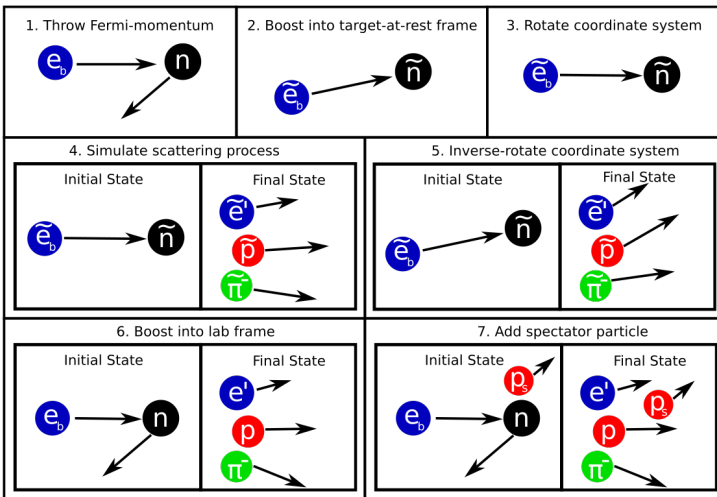 1. Throw Fermi-momentum
e_b
n
2. Boost into target-at-rest frame
ẽ_b
ñ
3. Rotate coordinate system
ẽ_b
ñ
4. Simulate scattering process
Initial State
ẽ_b
ñ
Final State
ẽ'
p̃
π̃⁻
5. Inverse-rotate coordinate system
Initial State
ẽ_b
ñ
Final State
ẽ'
p̃
π̃⁻
6. Boost into lab frame
Initial State
e_b
n
Final State
e'
p
π⁻
7. Add spectator particle
Initial State
p_s
e_b
n
Final State
e'
p_s
p
π⁻